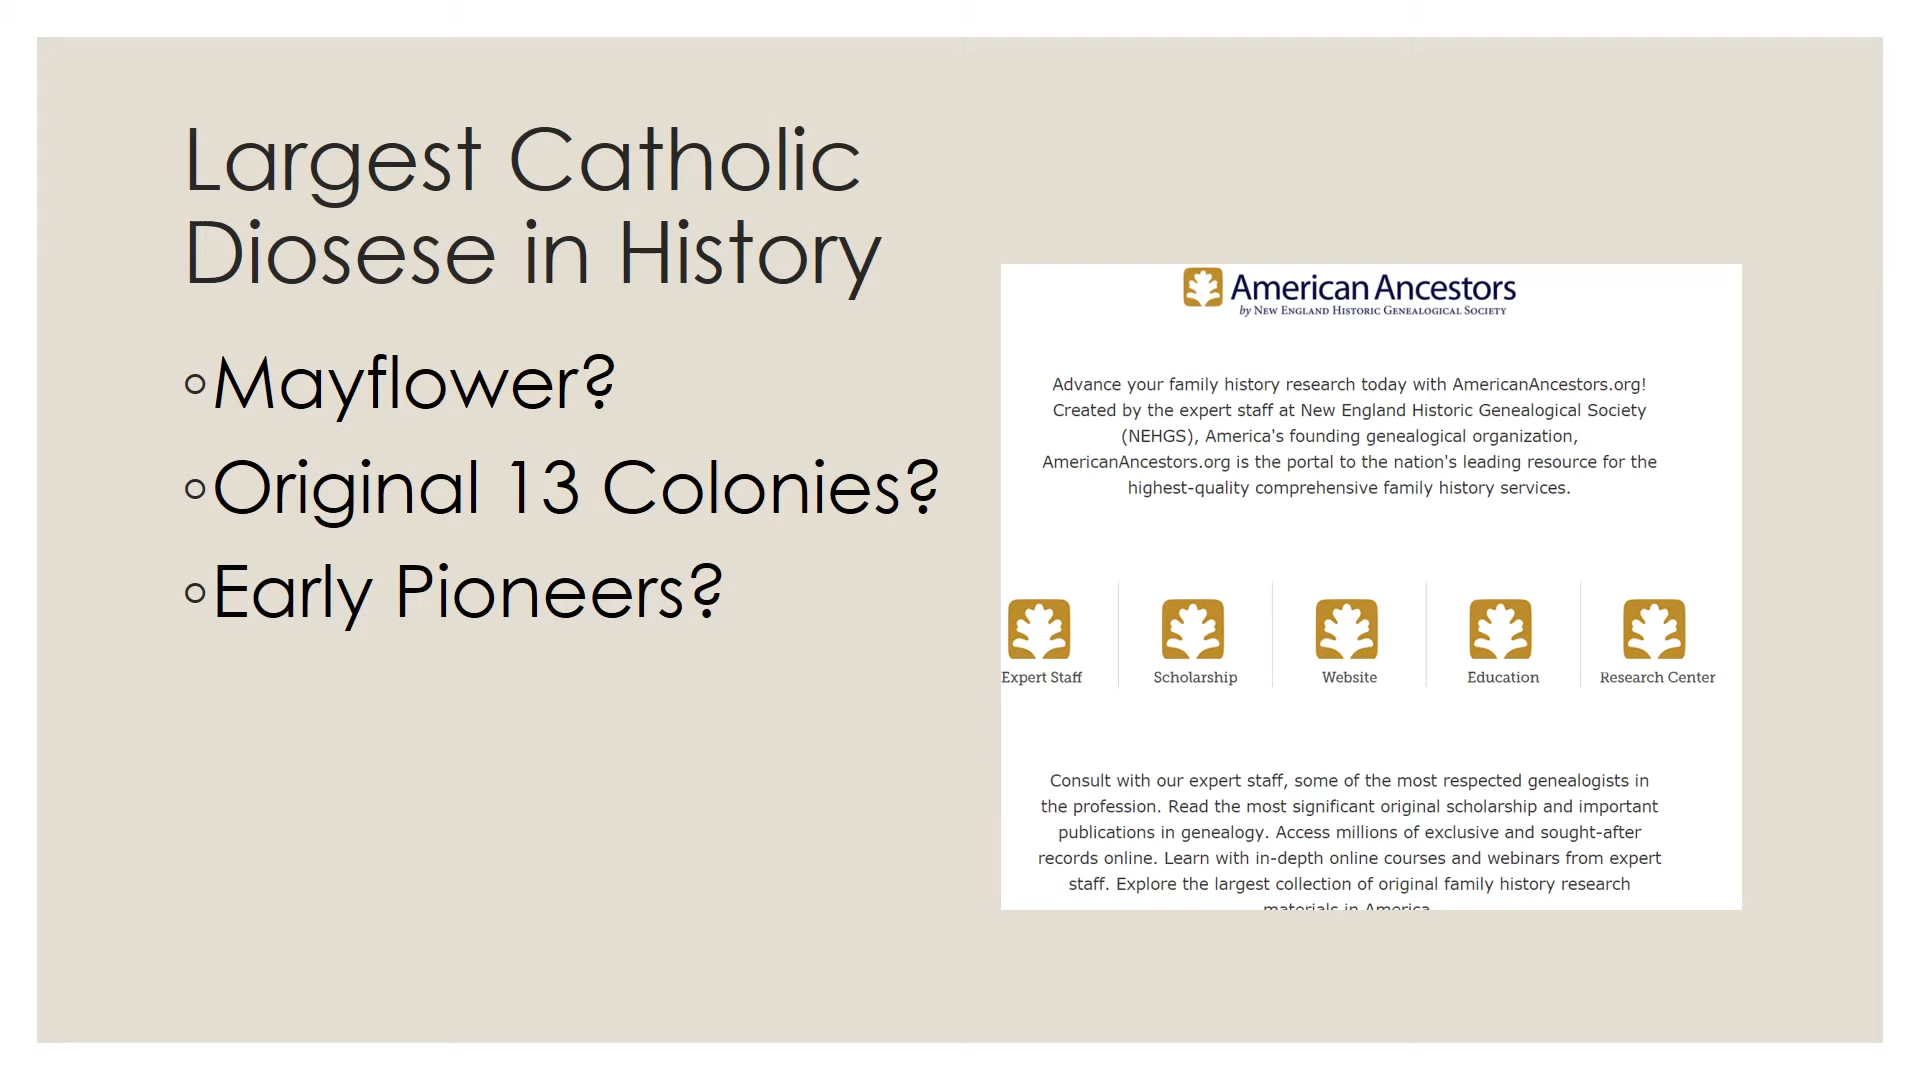 Largest Catholic
Diosese in History
Mayflower?
Original 13 Colonies?
Early Pioneers?
American Ancestors
by NEW ENGLAND HISTORIC GENEALOGICAL SOCIETY
Advance your family history research today with AmericanAncestors.org!
Created by the expert staff at New England Historic Genealogical Society
(NEHGS), America's founding genealogical organization,
AmericanAncestors.org is the portal to the nation's leading resource for the
highest-quality comprehensive family history services.
Expert Staff
Scholarship
Website
Education
Research Center
Consult with our expert staff, some of the most respected genealogists in
the profession. Read the most significant original scholarship and important
publications in genealogy. Access millions of exclusive and sought-after
records online. Learn with in-depth online courses and webinars from expert
staff. Explore the largest collection of original family history research
materials in America.